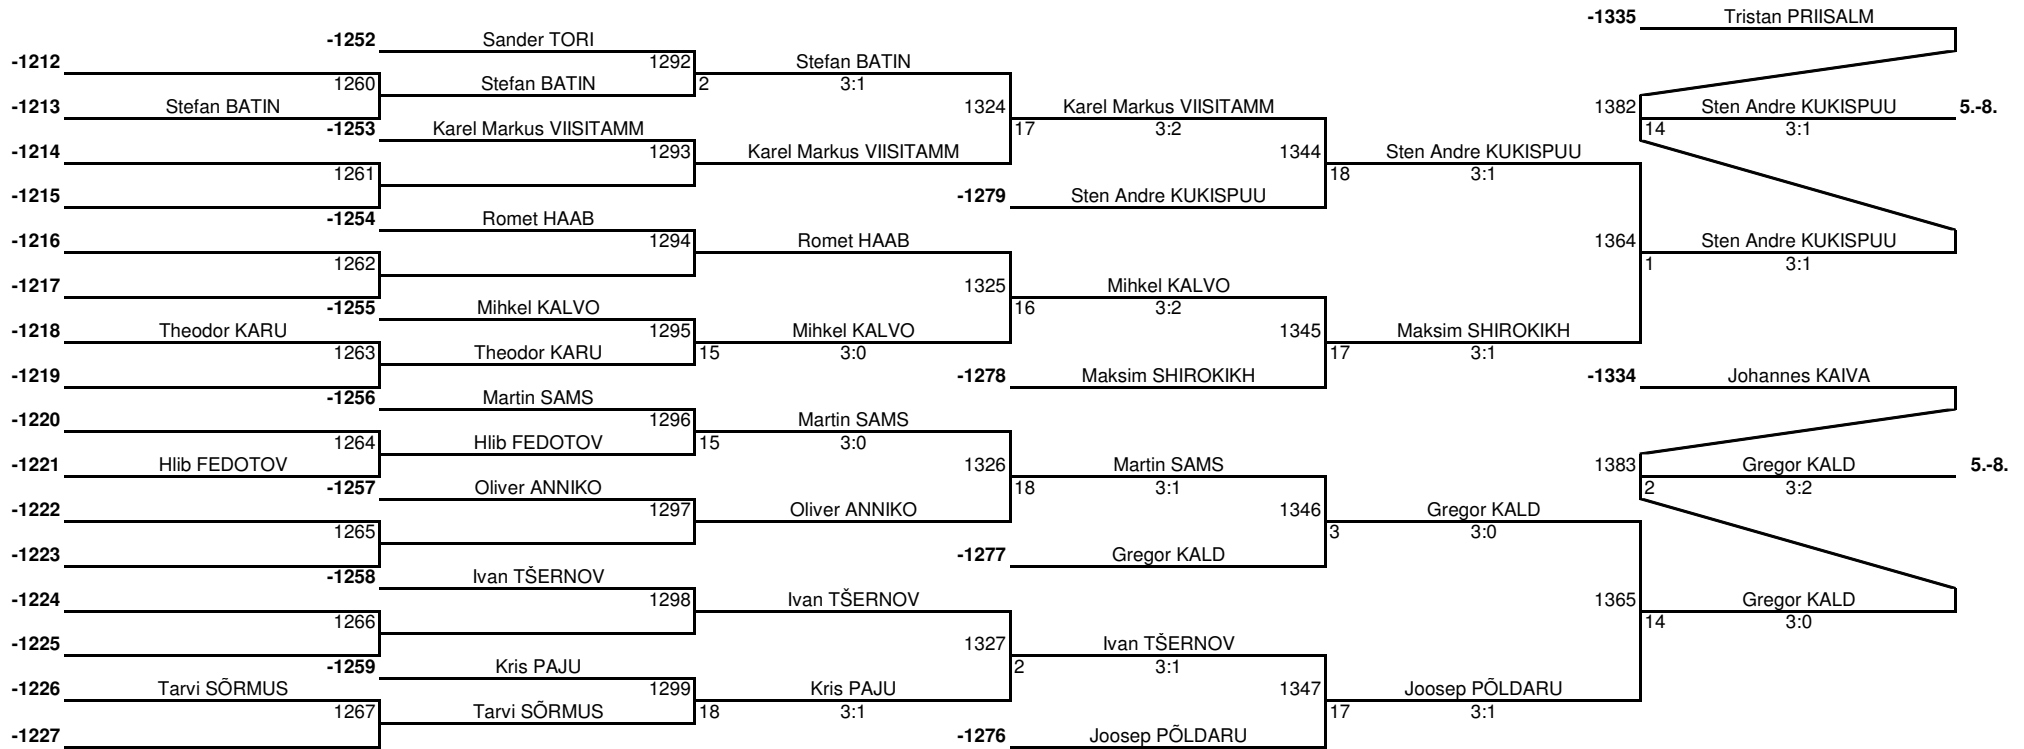 -1335 Tristan PRIISALM
-1252 Sander TORI
-1212 1292 Stefan BATIN
1260 Stefan BATIN 2 3:1
-1213 Stefan BATIN 1324 Karel Markus VIISITAMM 1382 Sten Andre KUKISPUU 5.-8.
-1253 Karel Markus VIISITAMM 17 3:2 14 3:1
-1214 1293 Karel Markus VIISITAMM 1344 Sten Andre KUKISPUU
1261 18 3:1
-1215 -1279 Sten Andre KUKISPUU
-1254 Romet HAAB
-1216 1294 Romet HAAB 1364 Sten Andre KUKISPUU
1262 1 3:1
-1217 1325 Mihkel KALVO
-1255 Mihkel KALVO 16 3:2
-1218 Theodor KARU 1295 Mihkel KALVO 1345 Maksim SHIROKIKH
1263 Theodor KARU 15 3:0 17 3:1
-1219 -1278 Maksim SHIROKIKH -1334 Johannes KAIVA
-1256 Martin SAMS
-1220 1296 Martin SAMS
1264 Hlib FEDOTOV 15 3:0
-1221 Hlib FEDOTOV 1326 Martin SAMS 1383 Gregor KALD 5.-8.
-1257 Oliver ANNIKO 18 3:1 2 3:2
-1222 1297 Oliver ANNIKO 1346 Gregor KALD
1265 3 3:0
-1223 -1277 Gregor KALD
-1258 Ivan TŠERNOV
-1224 1298 Ivan TŠERNOV 1365 Gregor KALD
1266 14 3:0
-1225 1327 Ivan TŠERNOV
-1259 Kris PAJU 2 3:1
-1226 Tarvi SÕRMUS 1299 Kris PAJU 1347 Joosep PÕLDARU
1267 Tarvi SÕRMUS 18 3:1 17 3:1
-1227 -1276 Joosep PÕLDARU